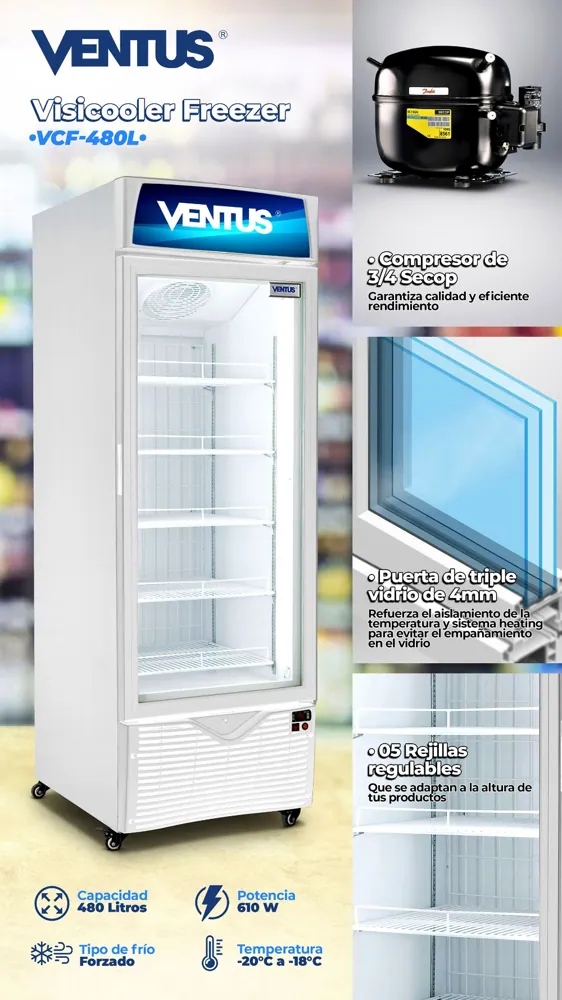 VENTUS®
Visicooler Freezer
•VCF-480L•
VENTUS®
VENTUS
Danfoss
• Compresor de
3/4 Secop
Garantiza calidad y eficiente
rendimiento
• Puerta de triple
vidrio de 4mm
Refuerza el aislamiento de la
temperatura y sistema heating
para evitar el empañamiento
en el vidrio
• 05 Rejillas
regulables
Que se adaptan a la altura de
tus productos
Capacidad
480 Litros
Potencia
610 W
Tipo de frío
Forzado
Temperatura
-20°C a -18°C